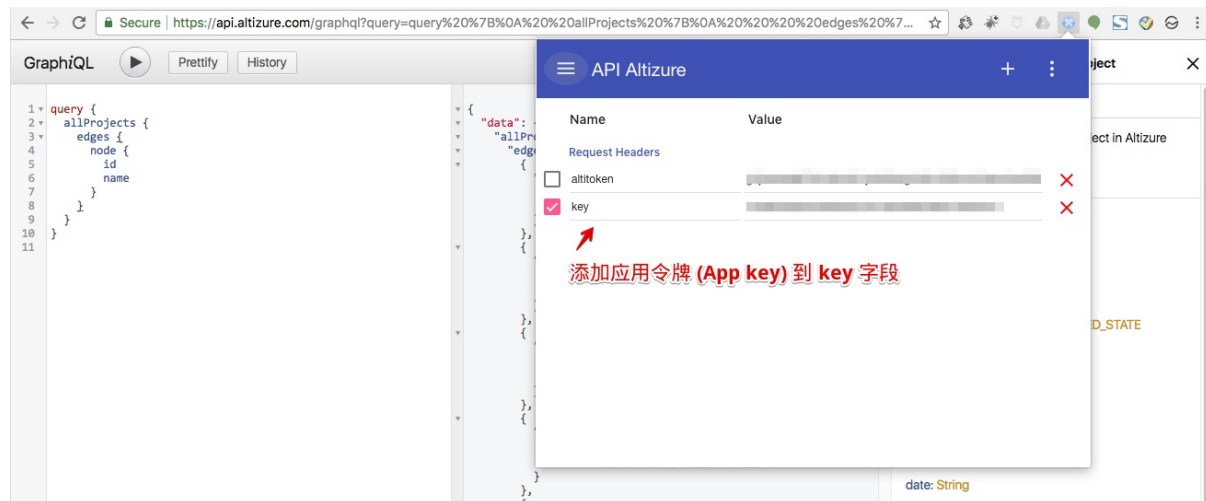 Secure | https://api.altizure.com/graphql?query=query%20%7B%0A%20%20allProjects%20%7B%0A%20%20%20%20edges%20%7...
GraphiQL Prettify History
API Altizure
ject
Name Value
Request Headers
altitoken
key
添加应用令牌 (App key) 到 key 字段
1 query {
2 allProjects {
3 edges {
4 node {
5 id
6 name
7 }
8 }
9 }
10 }
11
{
"data":
"allPr
"edge
{
},
{
},
{
},
{
}
},
ect in Altizure
D_STATE
date: String